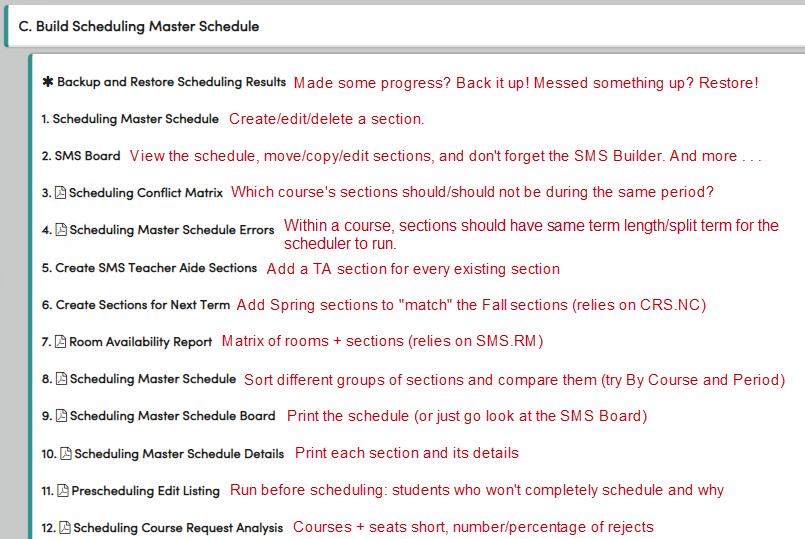 C. Build Scheduling Master Schedule
✱ Backup and Restore Scheduling Results Made some progress? Back it up! Messed something up? Restore!
1. Scheduling Master Schedule Create/edit/delete a section.
2. SMS Board View the schedule, move/copy/edit sections, and don't forget the SMS Builder. And more . . .
3. Scheduling Conflict Matrix Which course's sections should/should not be during the same period?
4. Scheduling Master Schedule Errors Within a course, sections should have same term length/split term for the
scheduler to run.
5. Create SMS Teacher Aide Sections Add a TA section for every existing section
6. Create Sections for Next Term Add Spring sections to "match" the Fall sections (relies on CRS.NC)
7. Room Availability Report Matrix of rooms + sections (relies on SMS.RM)
8. Scheduling Master Schedule Sort different groups of sections and compare them (try By Course and Period)
9. Scheduling Master Schedule Board Print the schedule (or just go look at the SMS Board)
10. Scheduling Master Schedule Details Print each section and its details
11. Prescheduling Edit Listing Run before scheduling: students who won't completely schedule and why
12. Scheduling Course Request Analysis Courses + seats short, number/percentage of rejects